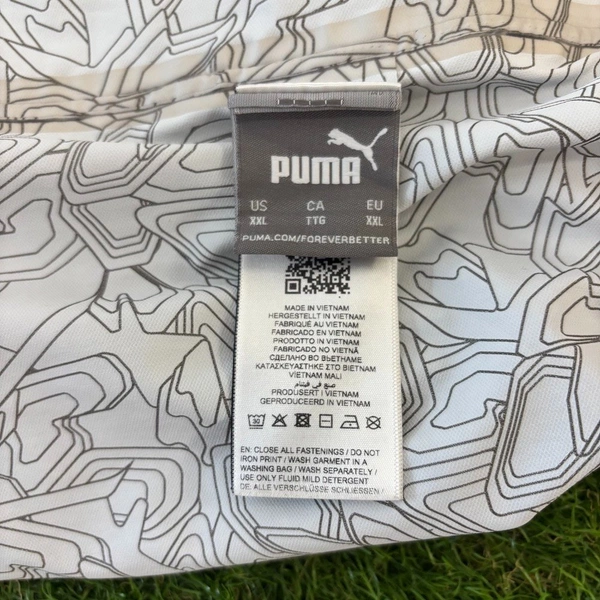 PUMA
US CA EU
XXL TTG XXL
PUMA.COM/FOREVERBETTER
MADE IN VIETNAM
HERGESTELLT IN VIETNAM
FABRIQUÉ AU VIETNAM
FABRICADO EN VIETNAM
PRODOTTO IN VIETNAM
FABRICADO NO VIETNÃ
СДЕЛАНО ВО ВЬЕТНАМЕ
ΚΑΤΑΣΚΕΥΑΣΤΗΚΕ ΣΤΟ ΒΙΕΤΝΑΜ
VİETNAM MALI
صنع في فيتنام
PRODUSERT I VIETNAM
GEPRODUCEERD IN VIETNAM
30
EN: CLOSE ALL FASTENINGS / DO NOT
IRON PRINT / WASH GARMENT IN A
WASHING BAG / WASH SEPARATELY /
USE ONLY FLUID MILD DETERGENT
DE: ALLE VERSCHLÜSSE SCHLIESSEN /